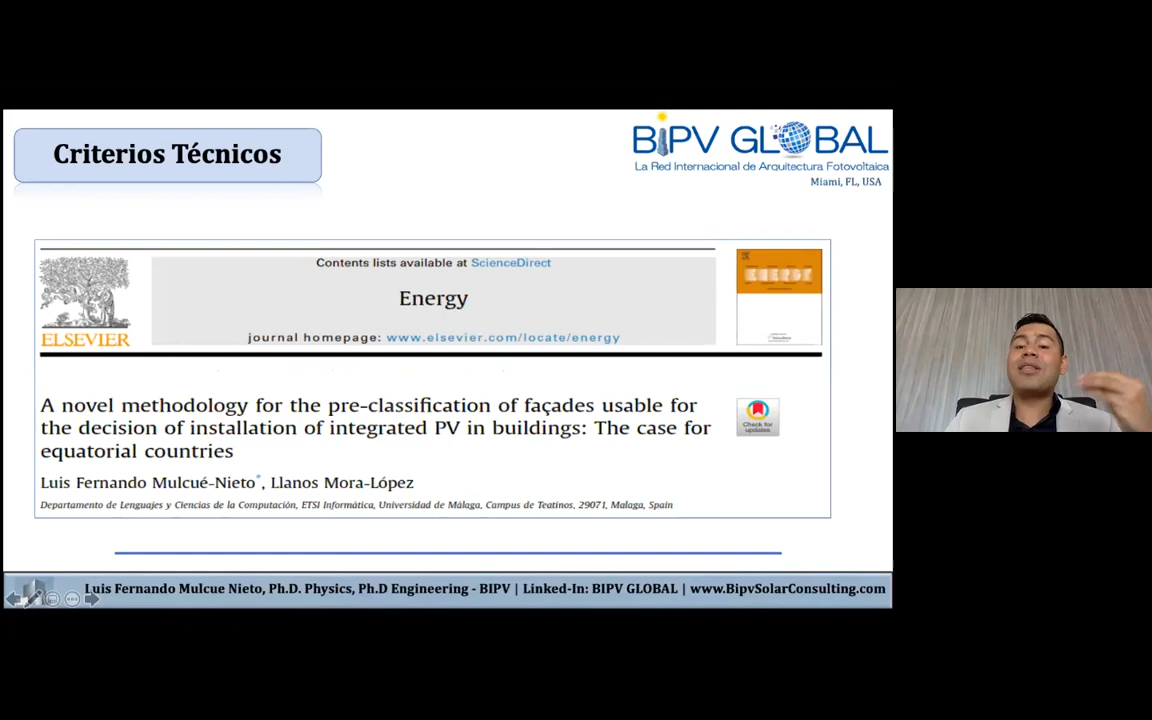 Criterios Técnicos
BIPV GLOBAL
La Red Internacional de Arquitectura Fotovoltaica
Miami, FL, USA
Contents lists available at ScienceDirect
Energy
journal homepage: www.elsevier.com/locate/energy
ELSEVIER
ENERGY
A novel methodology for the pre-classification of façades usable for
the decision of installation of integrated PV in buildings: The case for
equatorial countries
Check for
updates
Luis Fernando Mulcué-Nieto*, Llanos Mora-López
Departamento de Lenguajes y Ciencias de la Computación, ETSI Informática, Universidad de Málaga, Campus de Teatinos, 29071, Malaga, Spain
Luis Fernando Mulcue Nieto, Ph.D. Physics, Ph.D Engineering - BIPV | Linked-In: BIPV GLOBAL | www.BipvSolarConsulting.com